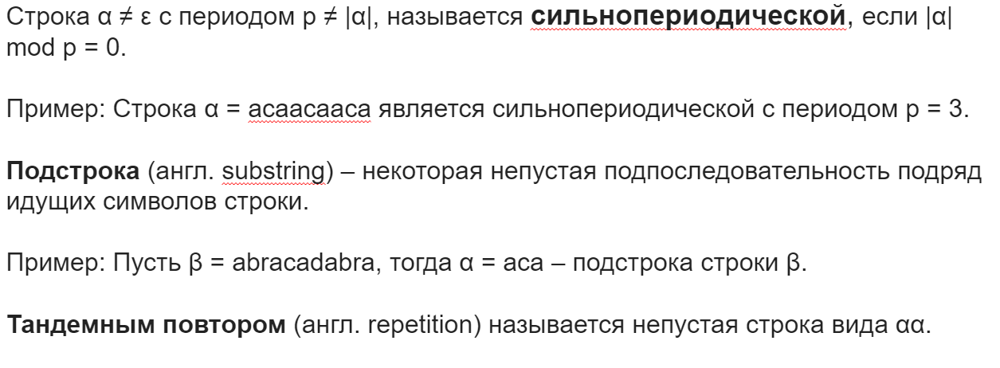 Строка α ≠ ε с периодом p ≠ |α|, называется сильнопериодической, если |α|
mod p = 0.
Пример: Строка α = acaacaaca является сильнопериодической с периодом p = 3.
Подстрока (англ. substring) – некоторая непустая подпоследовательность подряд
идущих символов строки.
Пример: Пусть β = abracadabra, тогда α = aca – подстрока строки β.
Тандемным повтором (англ. repetition) называется непустая строка вида αα.